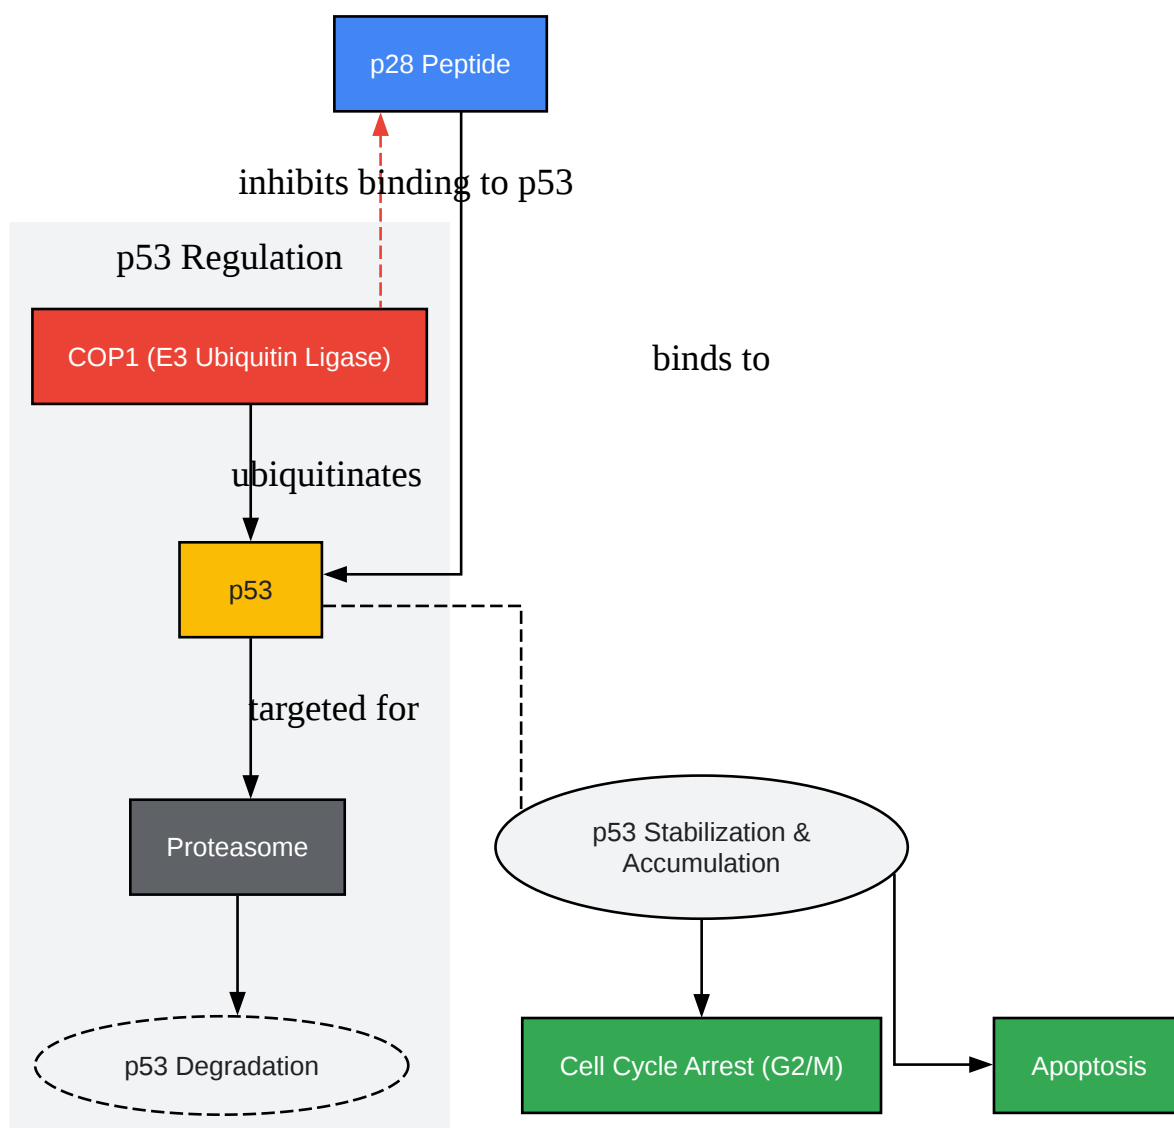 p28 Peptide
inhibits binding to p53
p53 Regulation
COP1 (E3 Ubiquitin Ligase)
binds to
ubiquitinates
p53
targeted for
Proteasome
p53 Stabilization &
Accumulation
p53 Degradation
Cell Cycle Arrest (G2/M)
Apoptosis